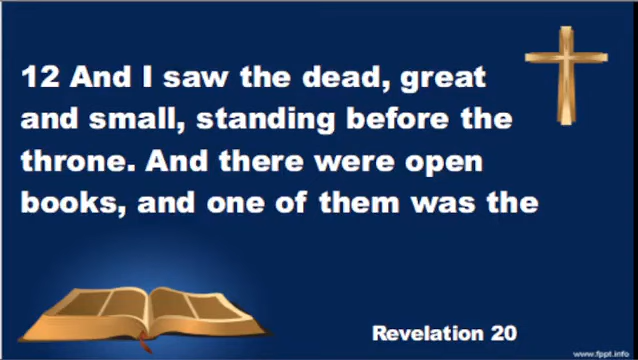 12 And I saw the dead, great
and small, standing before the
throne. And there were open
books, and one of them was the
Revelation 20
www.fppt.info